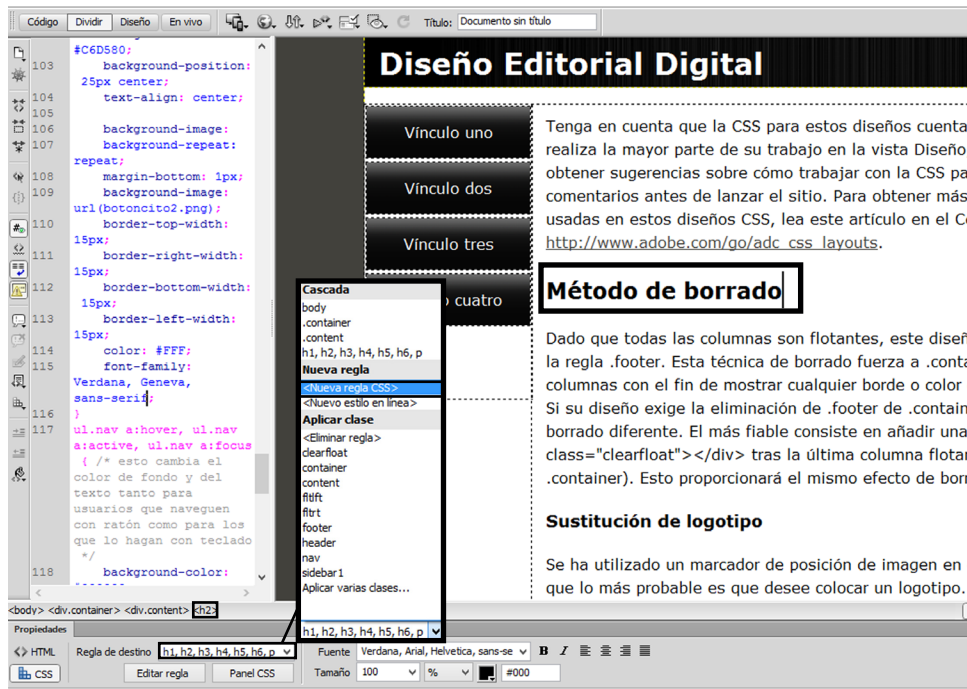 Código Dividir Diseño En vivo Título: Documento sin título
#C6D580;
103 background-position:
25px center;
104 text-align: center;
105
106 background-image:
107 background-repeat:
repeat;
108 margin-bottom: 1px;
109 background-image:
url(botoncito2.png);
110 border-top-width:
15px;
111 border-right-width:
15px;
112 border-bottom-width:
15px;
113 border-left-width:
15px;
114 color: #FFF;
115 font-family:
Verdana, Geneva,
sans-serif;
116 }
117 ul.nav a:hover, ul.nav
a:active, ul.nav a:focus
{ /* esto cambia el
color de fondo y del
texto tanto para
usuarios que naveguen
con ratón como para los
que lo hagan con teclado
*/
118 background-color:
Diseño Editorial Digital
Vínculo uno
Vínculo dos
Vínculo tres
cuatro
Tenga en cuenta que la CSS para estos diseños cuenta
realiza la mayor parte de su trabajo en la vista Diseño
obtener sugerencias sobre cómo trabajar con la CSS pa
comentarios antes de lanzar el sitio. Para obtener más
usadas en estos diseños CSS, lea este artículo en el C
http://www.adobe.com/go/adc_css_layouts.
Método de borrado
Dado que todas las columnas son flotantes, este diseñ
la regla .footer. Esta técnica de borrado fuerza a .conta
columnas con el fin de mostrar cualquier borde o color
Si su diseño exige la eliminación de .footer de .contain
borrado diferente. El más fiable consiste en añadir una
class="clearfloat"></div> tras la última columna flotan
.container). Esto proporcionará el mismo efecto de borr
Sustitución de logotipo
Se ha utilizado un marcador de posición de imagen en
que lo más probable es que desee colocar un logotipo.
Cascada
body
.container
.content
h1, h2, h3, h4, h5, h6, p
Nueva regla
<Nueva regla CSS>
<Nuevo estilo en línea>
Aplicar clase
<Eliminar regla>
clearfloat
container
content
fltlft
fltrt
footer
header
nav
sidebar1
Aplicar varias clases...
h1, h2, h3, h4, h5, h6, p
<body> <div.container> <div.content> <h2>
Propiedades
<> HTML Regla de destino h1, h2, h3, h4, h5, h6, p Fuente Verdana, Arial, Helvetica, sans-se B I
CSS Editar regla Panel CSS Tamaño 100 % #000